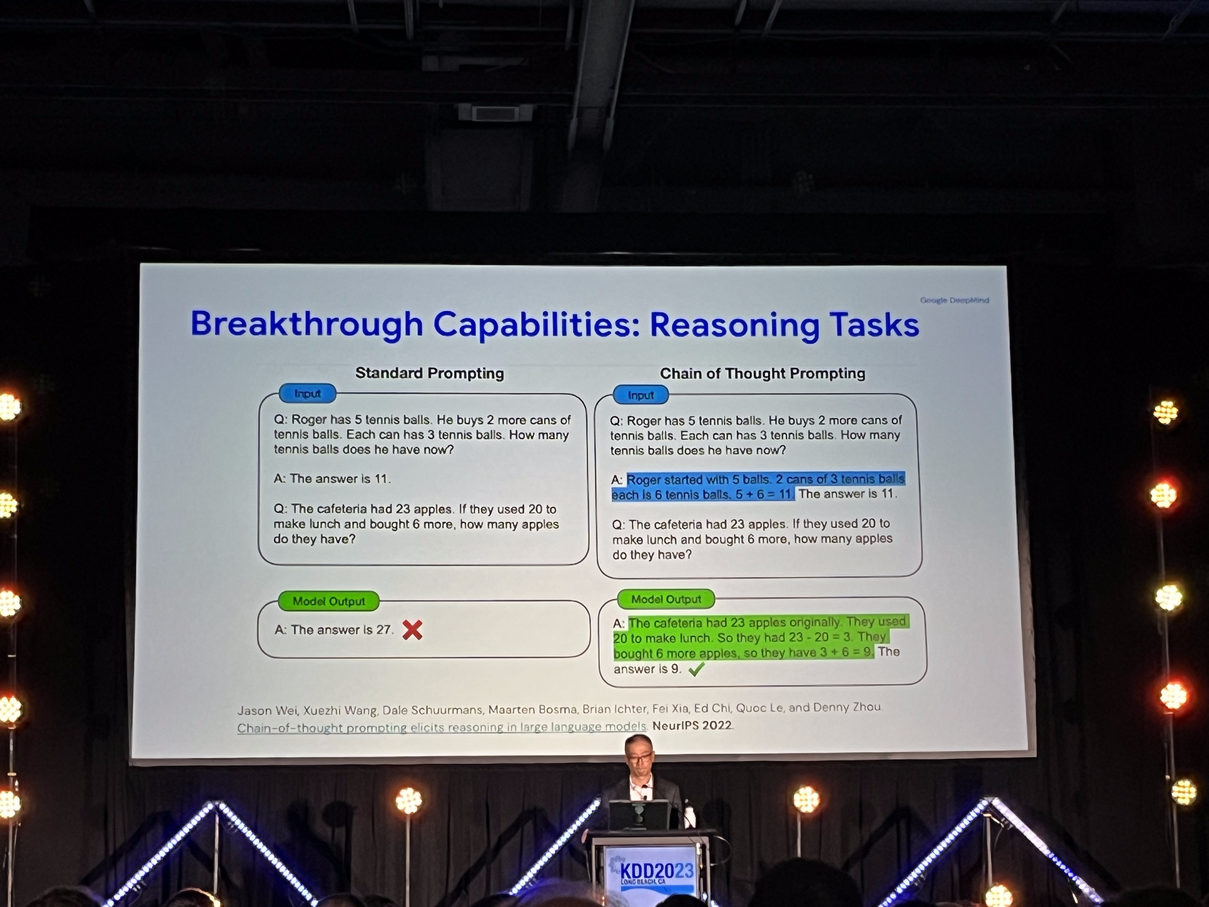 Google DeepMind
Breakthrough Capabilities: Reasoning Tasks
Standard Prompting
Input
Q: Roger has 5 tennis balls. He buys 2 more cans of
tennis balls. Each can has 3 tennis balls. How many
tennis balls does he have now?
A: The answer is 11.
Q: The cafeteria had 23 apples. If they used 20 to
make lunch and bought 6 more, how many apples
do they have?
Model Output
A: The answer is 27.
Chain of Thought Prompting
Input
Q: Roger has 5 tennis balls. He buys 2 more cans of
tennis balls. Each can has 3 tennis balls. How many
tennis balls does he have now?
A: Roger started with 5 balls. 2 cans of 3 tennis balls
each is 6 tennis balls. 5 + 6 = 11. The answer is 11.
Q: The cafeteria had 23 apples. If they used 20 to
make lunch and bought 6 more, how many apples
do they have?
Model Output
A: The cafeteria had 23 apples originally. They used
20 to make lunch. So they had 23 - 20 = 3. They
bought 6 more apples, so they have 3 + 6 = 9. The
answer is 9.
Jason Wei, Xuezhi Wang, Dale Schuurmans, Maarten Bosma, Brian Ichter, Fei Xia, Ed Chi, Quoc Le, and Denny Zhou.
Chain-of-thought prompting elicits reasoning in large language models. NeurIPS 2022.
KDD2023
LONG BEACH, CA